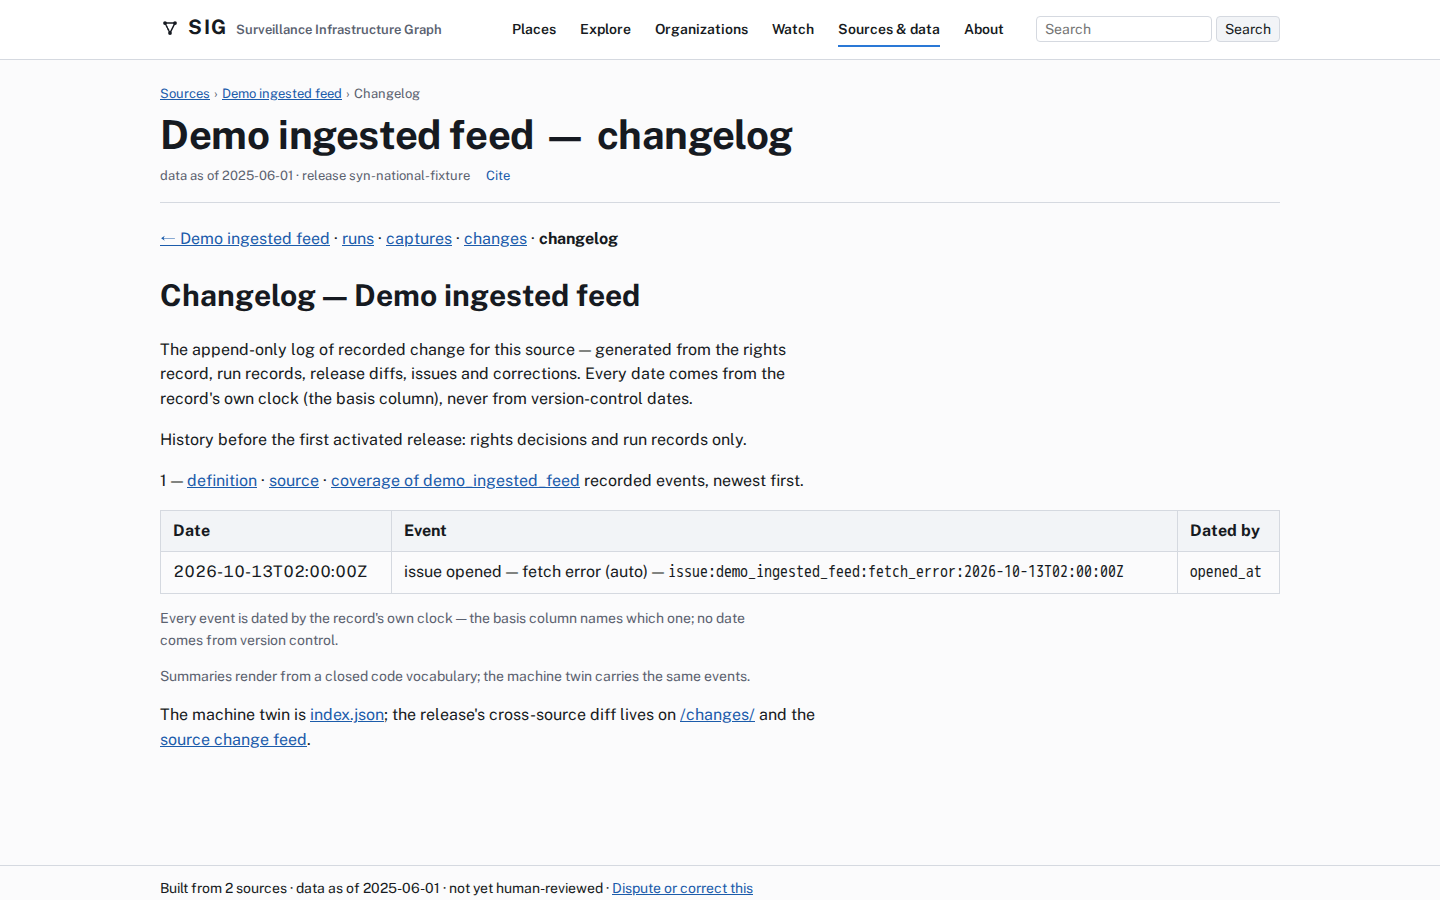 SIG Surveillance Infrastructure Graph Places Explore Organizations Watch Sources & data About Search Search
Sources › Demo ingested feed › Changelog
Demo ingested feed — changelog
data as of 2025-06-01 · release syn-national-fixture Cite
← Demo ingested feed · runs · captures · changes · changelog
Changelog — Demo ingested feed
The append-only log of recorded change for this source — generated from the rights
record, run records, release diffs, issues and corrections. Every date comes from the
record's own clock (the basis column), never from version-control dates.
History before the first activated release: rights decisions and run records only.
1 — definition · source · coverage of demo_ingested_feed recorded events, newest first.
Date Event Dated by
2026-10-13T02:00:00Z issue opened — fetch error (auto) — issue:demo_ingested_feed:fetch_error:2026-10-13T02:00:00Z opened_at
Every event is dated by the record's own clock — the basis column names which one; no date
comes from version control.
Summaries render from a closed code vocabulary; the machine twin carries the same events.
The machine twin is index.json; the release's cross-source diff lives on /changes/ and the
source change feed.
Built from 2 sources · data as of 2025-06-01 · not yet human-reviewed · Dispute or correct this